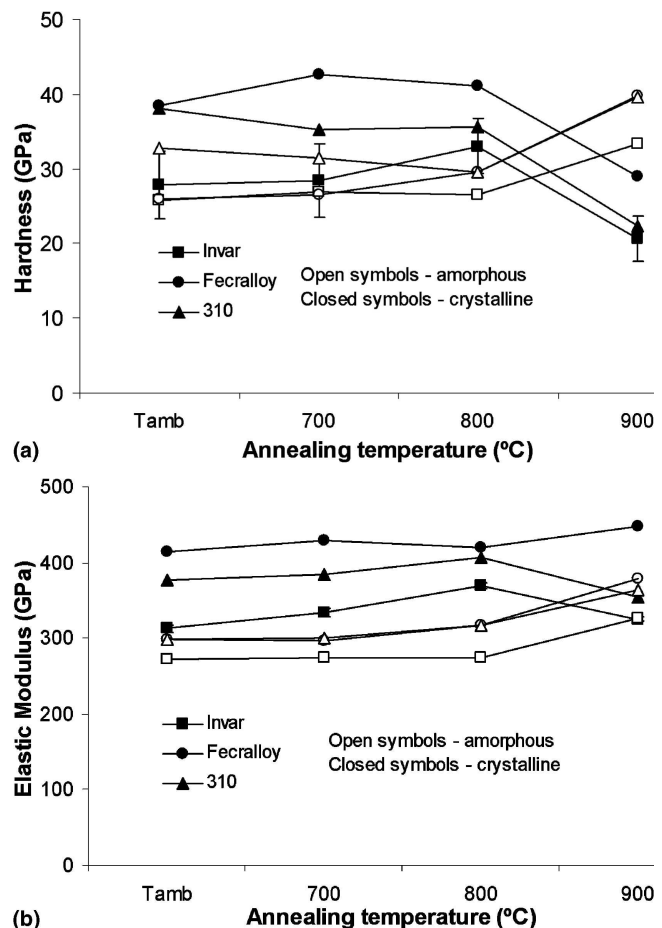 50
40
30
20
10
0
Hardness (GPa)
Invar
Fecralloy
310
Open symbols - amorphous
Closed symbols - crystalline
Tamb 700 800 900
(a) Annealing temperature (ºC)
500
400
300
200
100
0
Elastic Modulus (GPa)
Invar
Fecralloy
310
Open symbols - amorphous
Closed symbols - crystalline
Tamb 700 800 900
(b) Annealing temperature (ºC)